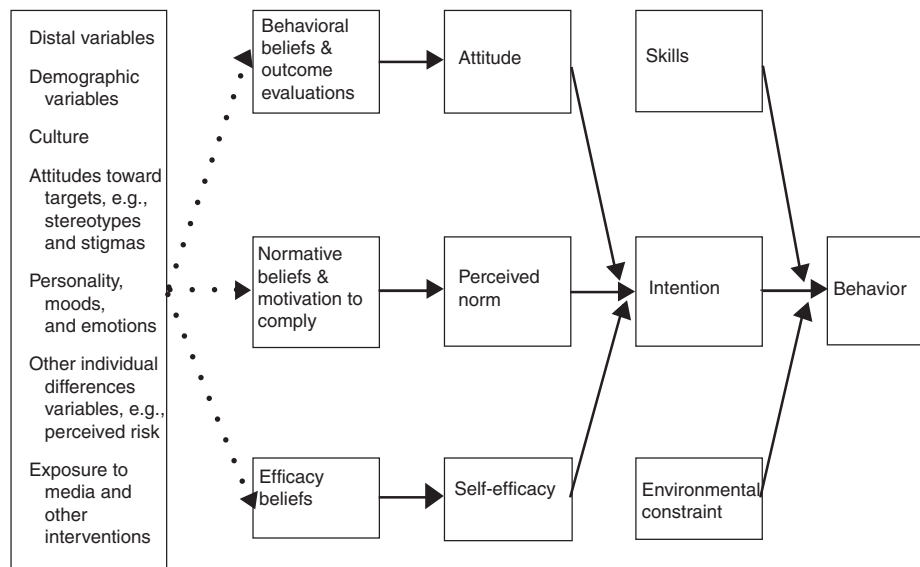 Distal variables
Demographic
variables
Culture
Attitudes toward
targets, e.g.,
stereotypes
and stigmas
Personality,
moods,
and emotions
Other individual
differences
variables, e.g.,
perceived risk
Exposure to
media and
other
interventions
Behavioral
beliefs &
outcome
evaluations
Attitude
Skills
Normative
beliefs &
motivation to
comply
Perceived
norm
Intention
Behavior
Efficacy
beliefs
Self-efficacy
Environmental
constraint